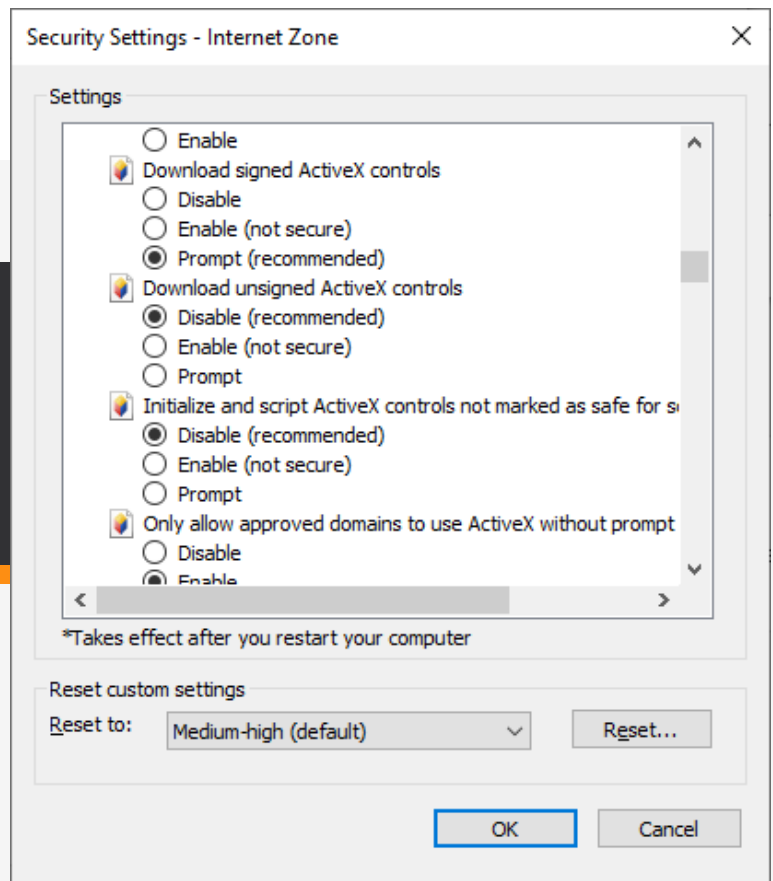 Security Settings - Internet Zone
Settings
Enable
Download signed ActiveX controls
Disable
Enable (not secure)
Prompt (recommended)
Download unsigned ActiveX controls
Disable (recommended)
Enable (not secure)
Prompt
Initialize and script ActiveX controls not marked as safe for s
Disable (recommended)
Enable (not secure)
Prompt
Only allow approved domains to use ActiveX without prompt
Disable
Enable
*Takes effect after you restart your computer
Reset custom settings
Reset to: Medium-high (default) Reset...
OK Cancel